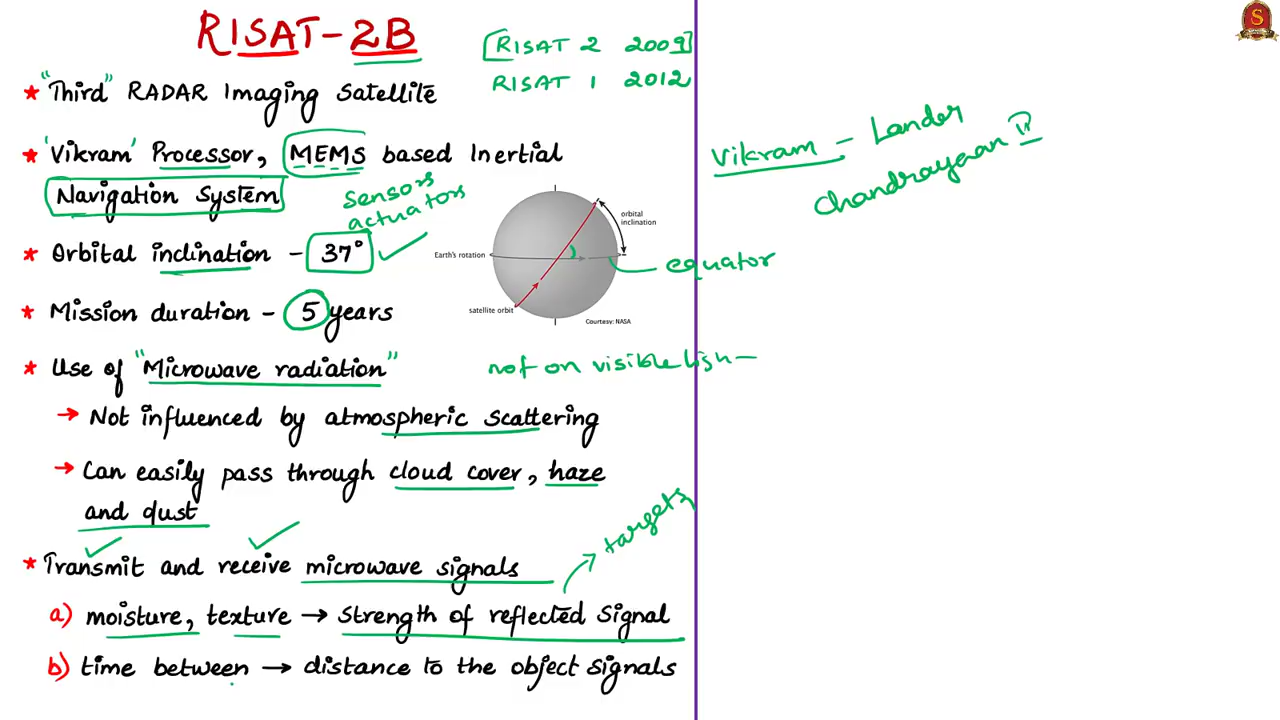 RISAT-2B
[RISAT 2 2009]
RISAT 1 2012
* "Third" RADAR Imaging Satellite
* 'Vikram' Processor, MEMS based Inertial
Navigation System
sensors
actuators
* Orbital inclination - 37°
* Mission duration - 5 years
* Use of "Microwave radiation"
not on visible ligh
→ Not influenced by atmospheric scattering
→ Can easily pass through cloud cover, haze
and dust
* Transmit and receive microwave signals
targets
a) moisture, texture → strength of reflected signal
b) time between → distance to the object signals
orbital
inclination
Earth's rotation
equator
satellite orbit
Courtesy: NASA
Vikram - Lander
Chandrayaan II
S